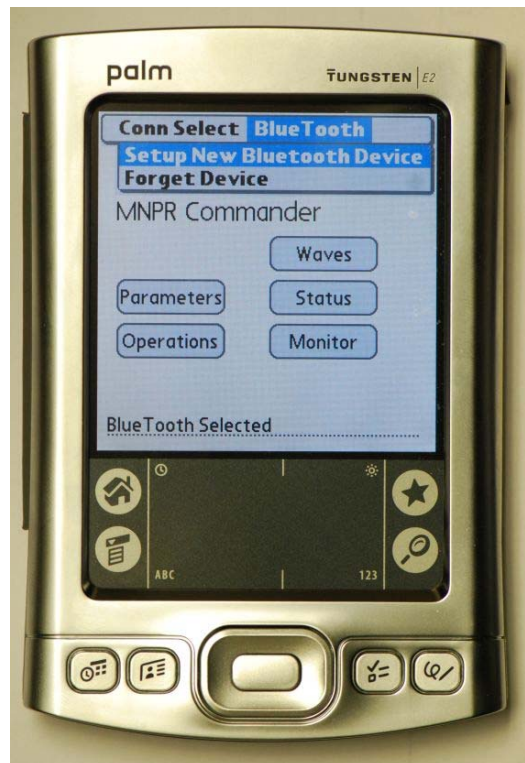 palm
TUNGSTEN E2
Conn Select BlueTooth
Setup New Bluetooth Device
Forget Device
MNPR Commander
Waves
Parameters Status
Operations Monitor
BlueTooth Selected
ABC 123